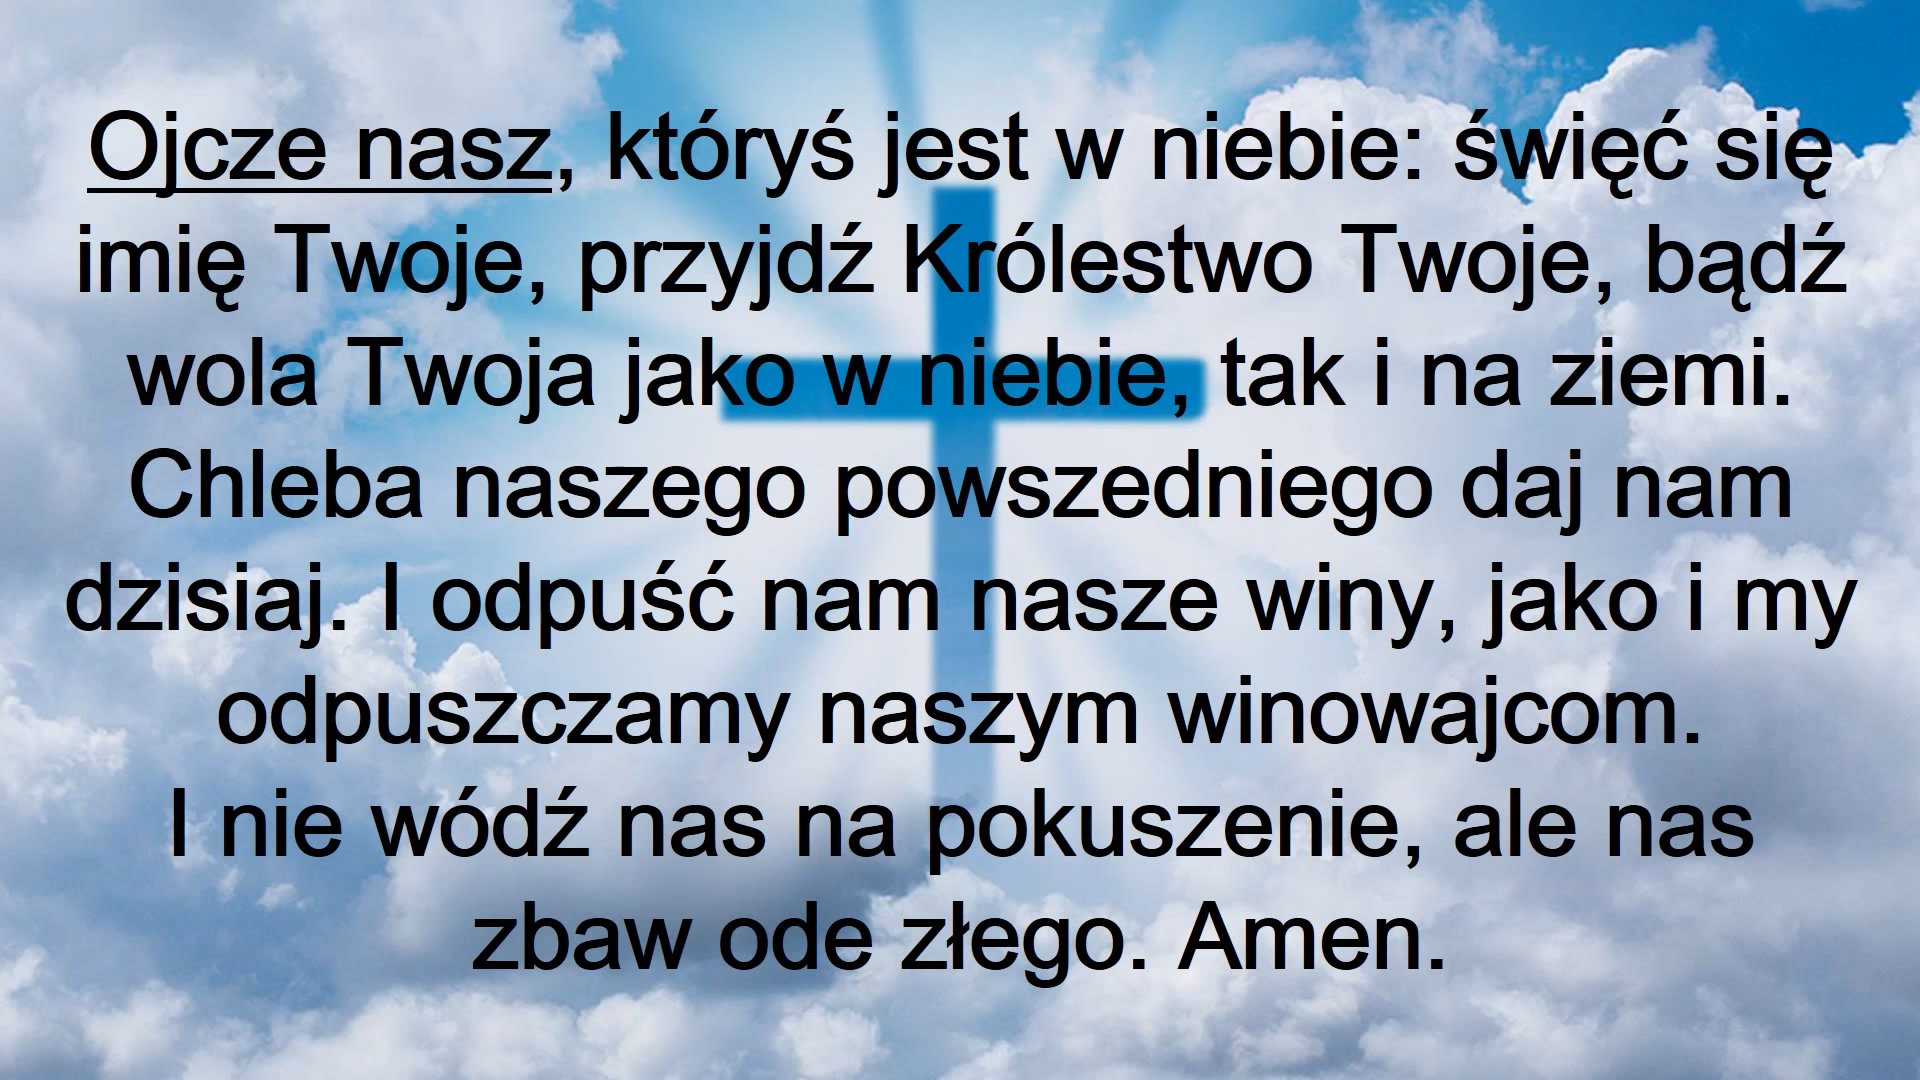 Ojcze nasz, któryś jest w niebie: święć się
imię Twoje, przyjdź Królestwo Twoje, bądź
wola Twoja jako w niebie, tak i na ziemi.
Chleba naszego powszedniego daj nam
dzisiaj. I odpuść nam nasze winy, jako i my
odpuszczamy naszym winowajcom.
I nie wódź nas na pokuszenie, ale nas
zbaw ode złego. Amen.